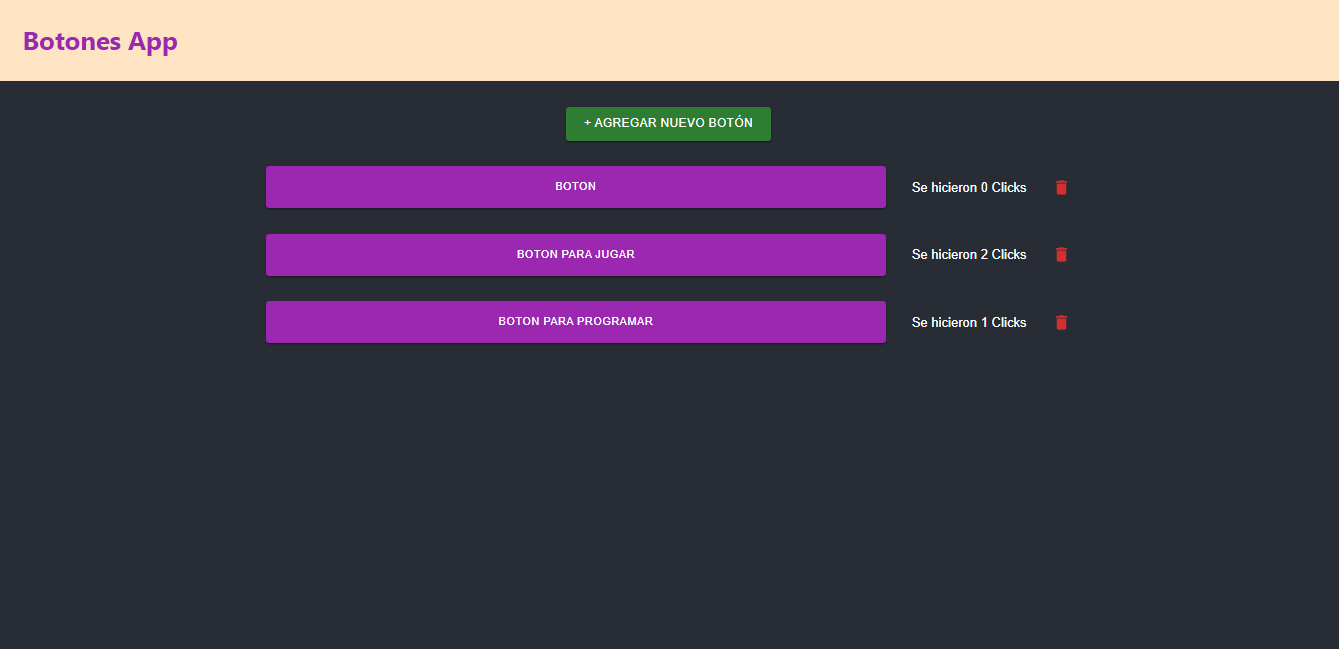 Botones App
+ AGREGAR NUEVO BOTÓN
BOTON
Se hicieron 0 Clicks
BOTON PARA JUGAR
Se hicieron 2 Clicks
BOTON PARA PROGRAMAR
Se hicieron 1 Clicks